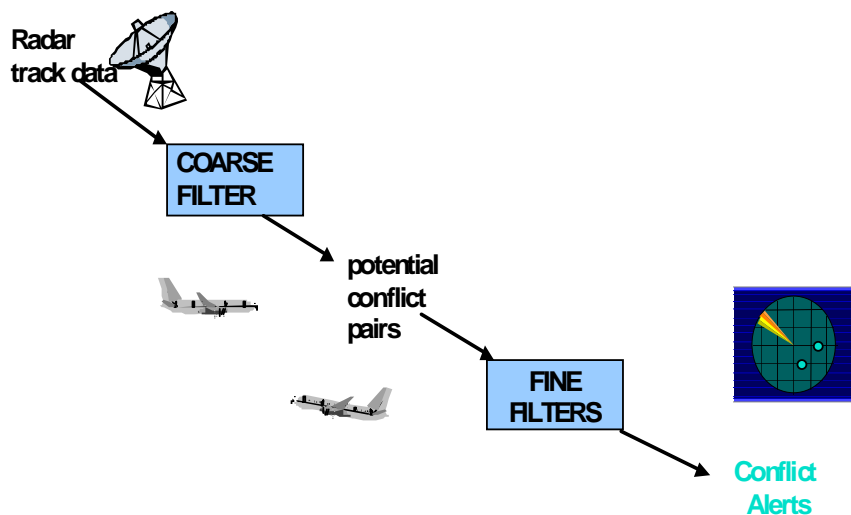 Radar
track data
COARSE
FILTER
potential
conflict
pairs
FINE
FILTERS
Conflict
Alerts